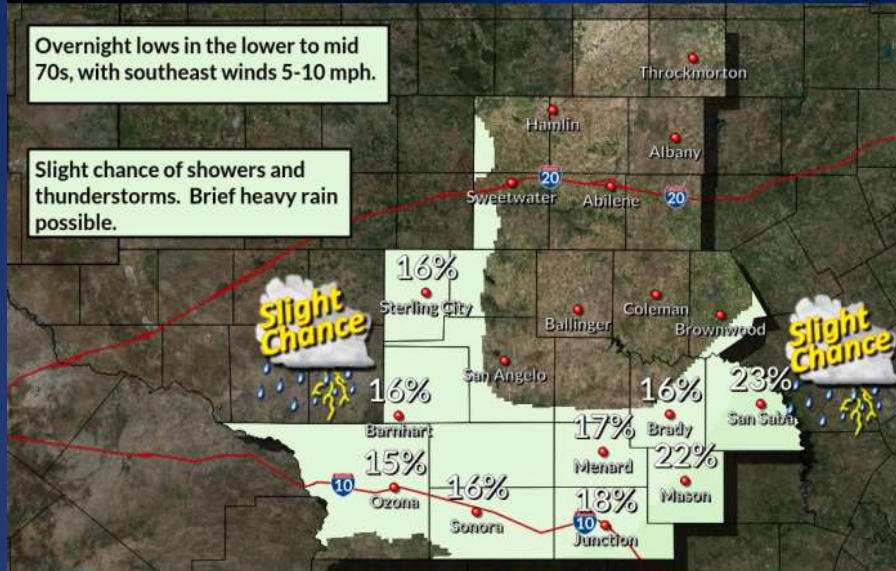 Overnight lows in the lower to mid
70s, with southeast winds 5-10 mph.
Throckmorton
Hamlin
Albany
Slight chance of showers and
thunderstorms. Brief heavy rain
possible.
20
Sweetwater
Abilene
20
16%
Sterling City
Slight
Chance
Ballinger
Coleman
Brownwood
Slight
Chance
San Angelo
16%
Barnhart
16%
Brady
23%
San Saba
17%
Menard
22%
Mason
15%
10
Ozona
16%
Sonora
18%
10
Junction